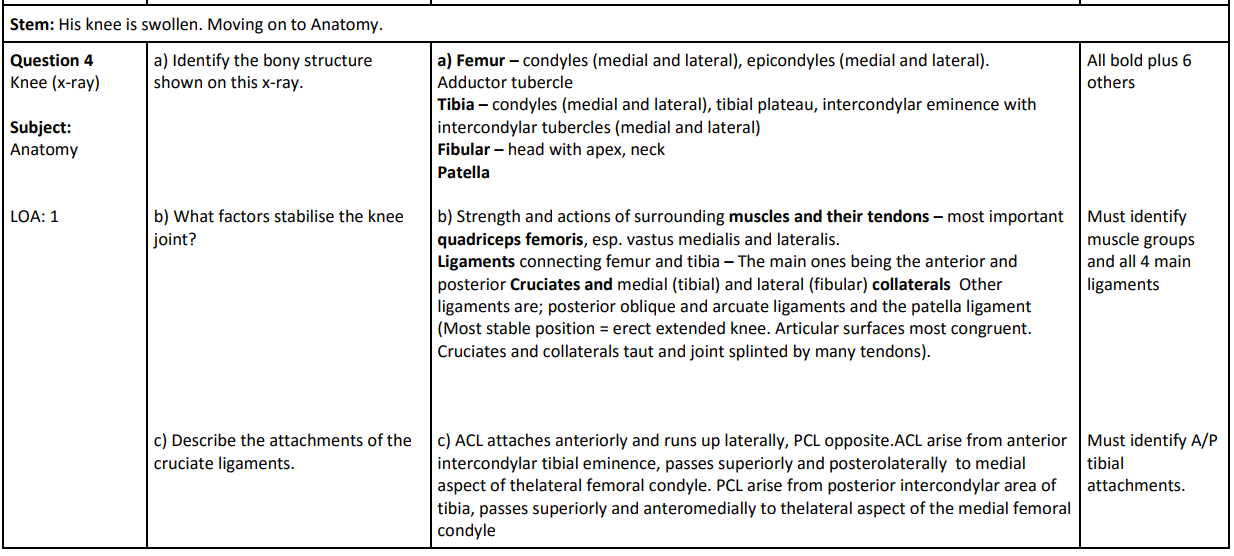 Stem: His knee is swollen. Moving on to Anatomy.
Question 4
Knee (x-ray)
Subject:
Anatomy
a) Identify the bony structure
shown on this x-ray.
a) Femur – condyles (medial and lateral), epicondyles (medial and lateral).
Adductor tubercle
Tibia – condyles (medial and lateral), tibial plateau, intercondylar eminence with
intercondylar tubercles (medial and lateral)
Fibular – head with apex, neck
Patella
All bold plus 6
others
LOA: 1
b) What factors stabilise the knee
joint?
b) Strength and actions of surrounding muscles and their tendons – most important
quadriceps femoris, esp. vastus medialis and lateralis.
Ligaments connecting femur and tibia – The main ones being the anterior and
posterior Cruciates and medial (tibial) and lateral (fibular) collaterals  Other
ligaments are; posterior oblique and arcuate ligaments and the patella ligament
(Most stable position = erect extended knee. Articular surfaces most congruent.
Cruciates and collaterals taut and joint splinted by many tendons).
Must identify
muscle groups
and all 4 main
ligaments
c) Describe the attachments of the
cruciate ligaments.
c) ACL attaches anteriorly and runs up laterally, PCL opposite.ACL arise from anterior
intercondylar tibial eminence, passes superiorly and posterolaterally  to medial
aspect of thelateral femoral condyle. PCL arise from posterior intercondylar area of
tibia, passes superiorly and anteromedially to thelateral aspect of the medial femoral
condyle
Must identify A/P
tibial
attachments.